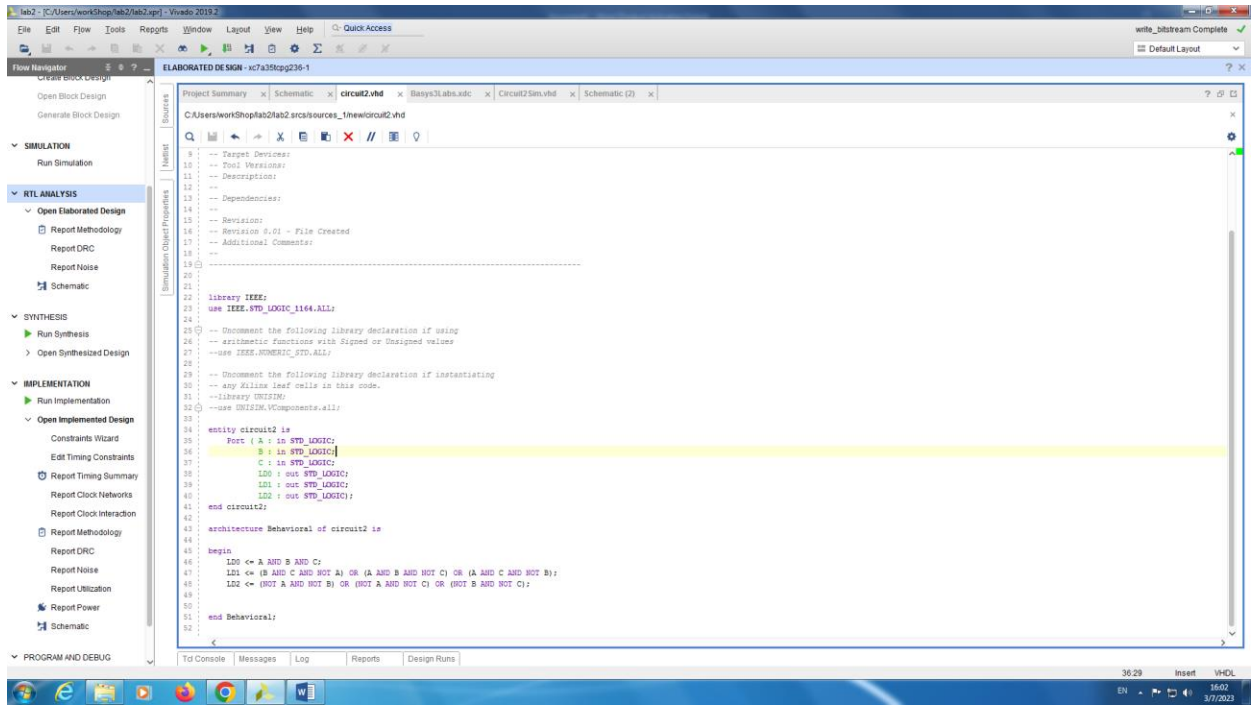 lab2 - [C:/Users/workShop/lab2/lab2.xpr] - Vivado 2019.2
File Edit Flow Tools Reports Window Layout View Help Quick Access
write_bitstream Complete
Default Layout
Flow Navigator
ELABORATED DESIGN - xc7a35tcpg236-1
Create Block Design
Open Block Design
Generate Block Design
SIMULATION
Run Simulation
RTL ANALYSIS
Open Elaborated Design
Report Methodology
Report DRC
Report Noise
Schematic
SYNTHESIS
Run Synthesis
Open Synthesized Design
IMPLEMENTATION
Run Implementation
Open Implemented Design
Constraints Wizard
Edit Timing Constraints
Report Timing Summary
Report Clock Networks
Report Clock Interaction
Report Methodology
Report DRC
Report Noise
Report Utilization
Report Power
Schematic
PROGRAM AND DEBUG
Sources
Netlist
Simulation Object Properties
Project Summary Schematic circuit2.vhd Basys3Labs.xdc Circuit2Sim.vhd Schematic (2)
C:/Users/workShop/lab2/lab2.srcs/sources_1/new/circuit2.vhd
9 -- Target Devices:
10 -- Tool Versions:
11 -- Description:
12 --
13 -- Dependencies:
14 --
15 -- Revision:
16 -- Revision 0.01 - File Created
17 -- Additional Comments:
18 --
19 ----------------------------------------------------------------------------------
20
21
22 library IEEE;
23 use IEEE.STD_LOGIC_1164.ALL;
24
25 -- Uncomment the following library declaration if using
26 -- arithmetic functions with Signed or Unsigned values
27 --use IEEE.NUMERIC_STD.ALL;
28
29 -- Uncomment the following library declaration if instantiating
30 -- any Xilinx leaf cells in this code.
31 --library UNISIM;
32 --use UNISIM.VComponents.all;
33
34 entity circuit2 is
35 Port ( A : in STD_LOGIC;
36 B : in STD_LOGIC;
37 C : in STD_LOGIC;
38 LD0 : out STD_LOGIC;
39 LD1 : out STD_LOGIC;
40 LD2 : out STD_LOGIC);
41 end circuit2;
42
43 architecture Behavioral of circuit2 is
44
45 begin
46 LD0 <= A AND B AND C;
47 LD1 <= (B AND C AND NOT A) OR (A AND B AND NOT C) OR (A AND C AND NOT B);
48 LD2 <= (NOT A AND NOT B) OR (NOT A AND NOT C) OR (NOT B AND NOT C);
49
50
51 end Behavioral;
52
Tcl Console Messages Log Reports Design Runs
36:29 Insert VHDL
EN 16:02
3/7/2023